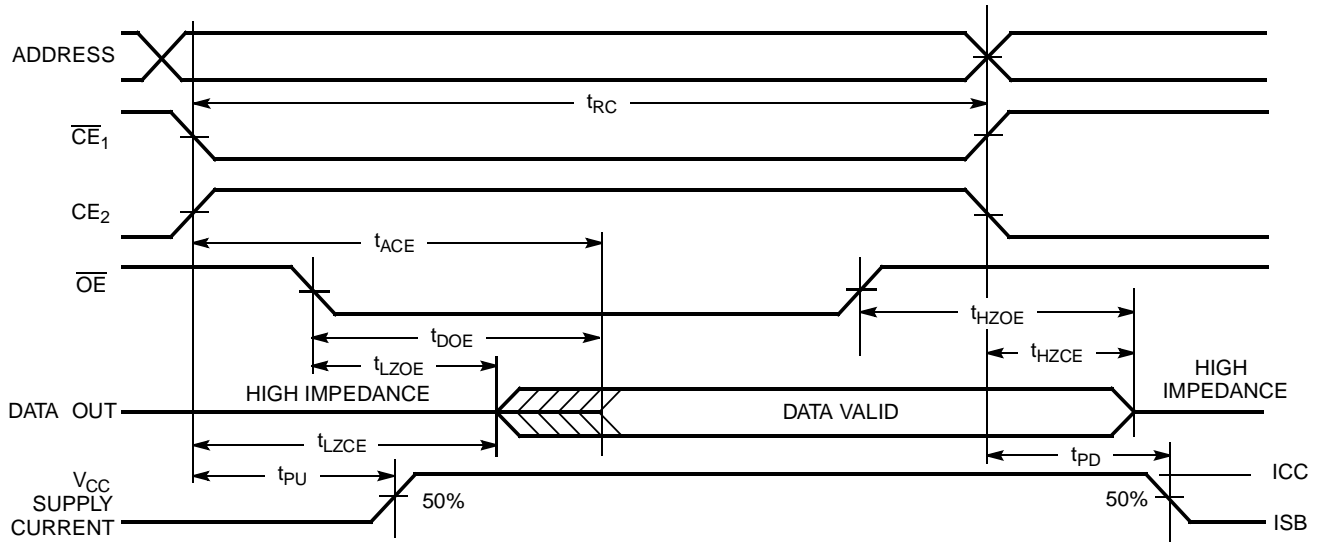 ADDRESS
tRC
CE1
CE2
tACE
OE
tHZOE
tDOE
tHZCE
tLZOE
HIGH
IMPEDANCE
HIGH IMPEDANCE
DATA OUT
DATA VALID
tLZCE
tPD
tPU
VCC
SUPPLY
CURRENT
50%
50%
ICC
ISB